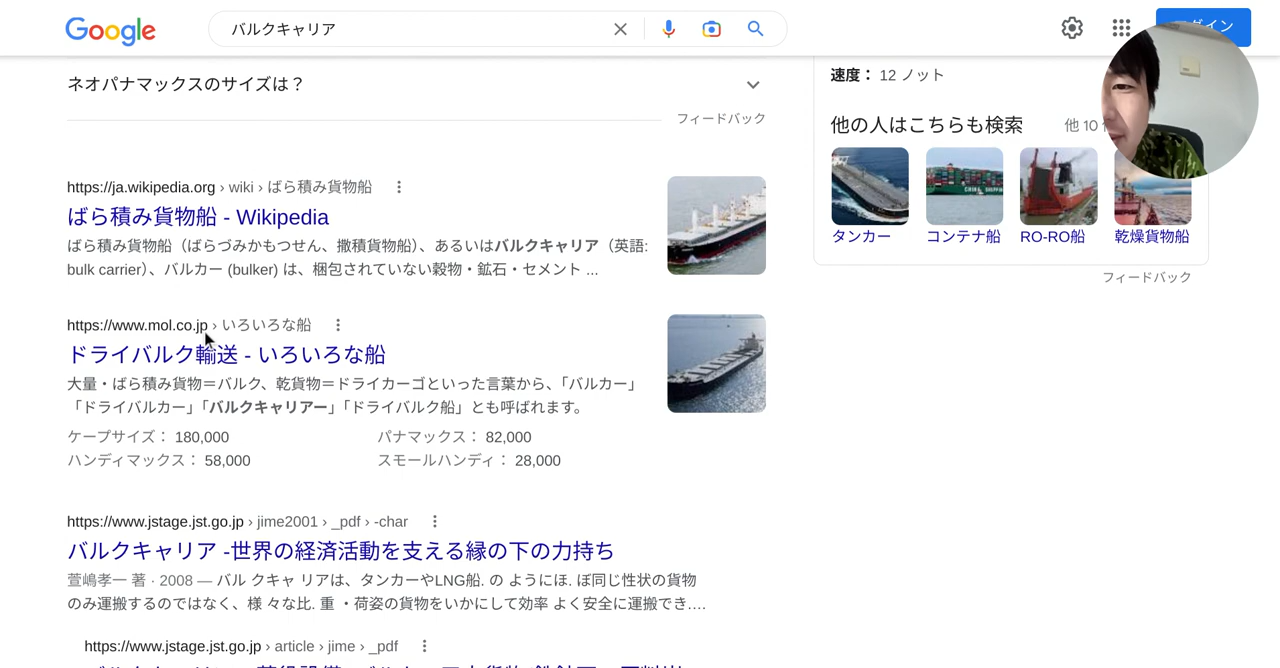 Google
バルクキャリア
グイン
ネオパナマックスのサイズは？
フィードバック
https://ja.wikipedia.org › wiki › ばら積み貨物船
ばら積み貨物船 - Wikipedia
ばら積み貨物船（ばらづみかもつせん、撒積貨物船）、あるいはバルクキャリア（英語:
bulk carrier）、バルカー (bulker) は、梱包されていない穀物・鉱石・セメント ...
https://www.mol.co.jp › いろいろな船
ドライバルク輸送 - いろいろな船
大量・ばら積み貨物＝バルク、乾貨物＝ドライカーゴといった言葉から、「バルカー」
「ドライバルカー」「バルクキャリアー」「ドライバルク船」とも呼ばれます。
ケープサイズ： 180,000
パナマックス： 82,000
ハンディマックス： 58,000
スモールハンディ： 28,000
https://www.jstage.jst.go.jp › jime2001 › _pdf › -char
バルクキャリア -世界の経済活動を支える縁の下の力持ち
萱嶋孝一 著 · 2008 — バル クキャ リアは、タンカーやLNG船. の ようにほ. ぼ同じ性状の貨物
のみ運搬するのではなく、様 々な比. 重 ・荷姿の貨物をいかにして効率 よく安全に運搬でき....
https://www.jstage.jst.go.jp › article › jime › _pdf
速度： 12 ノット
他の人はこちらも検索
他 10
タンカー
コンテナ船
RO-RO船
乾燥貨物船
フィードバック